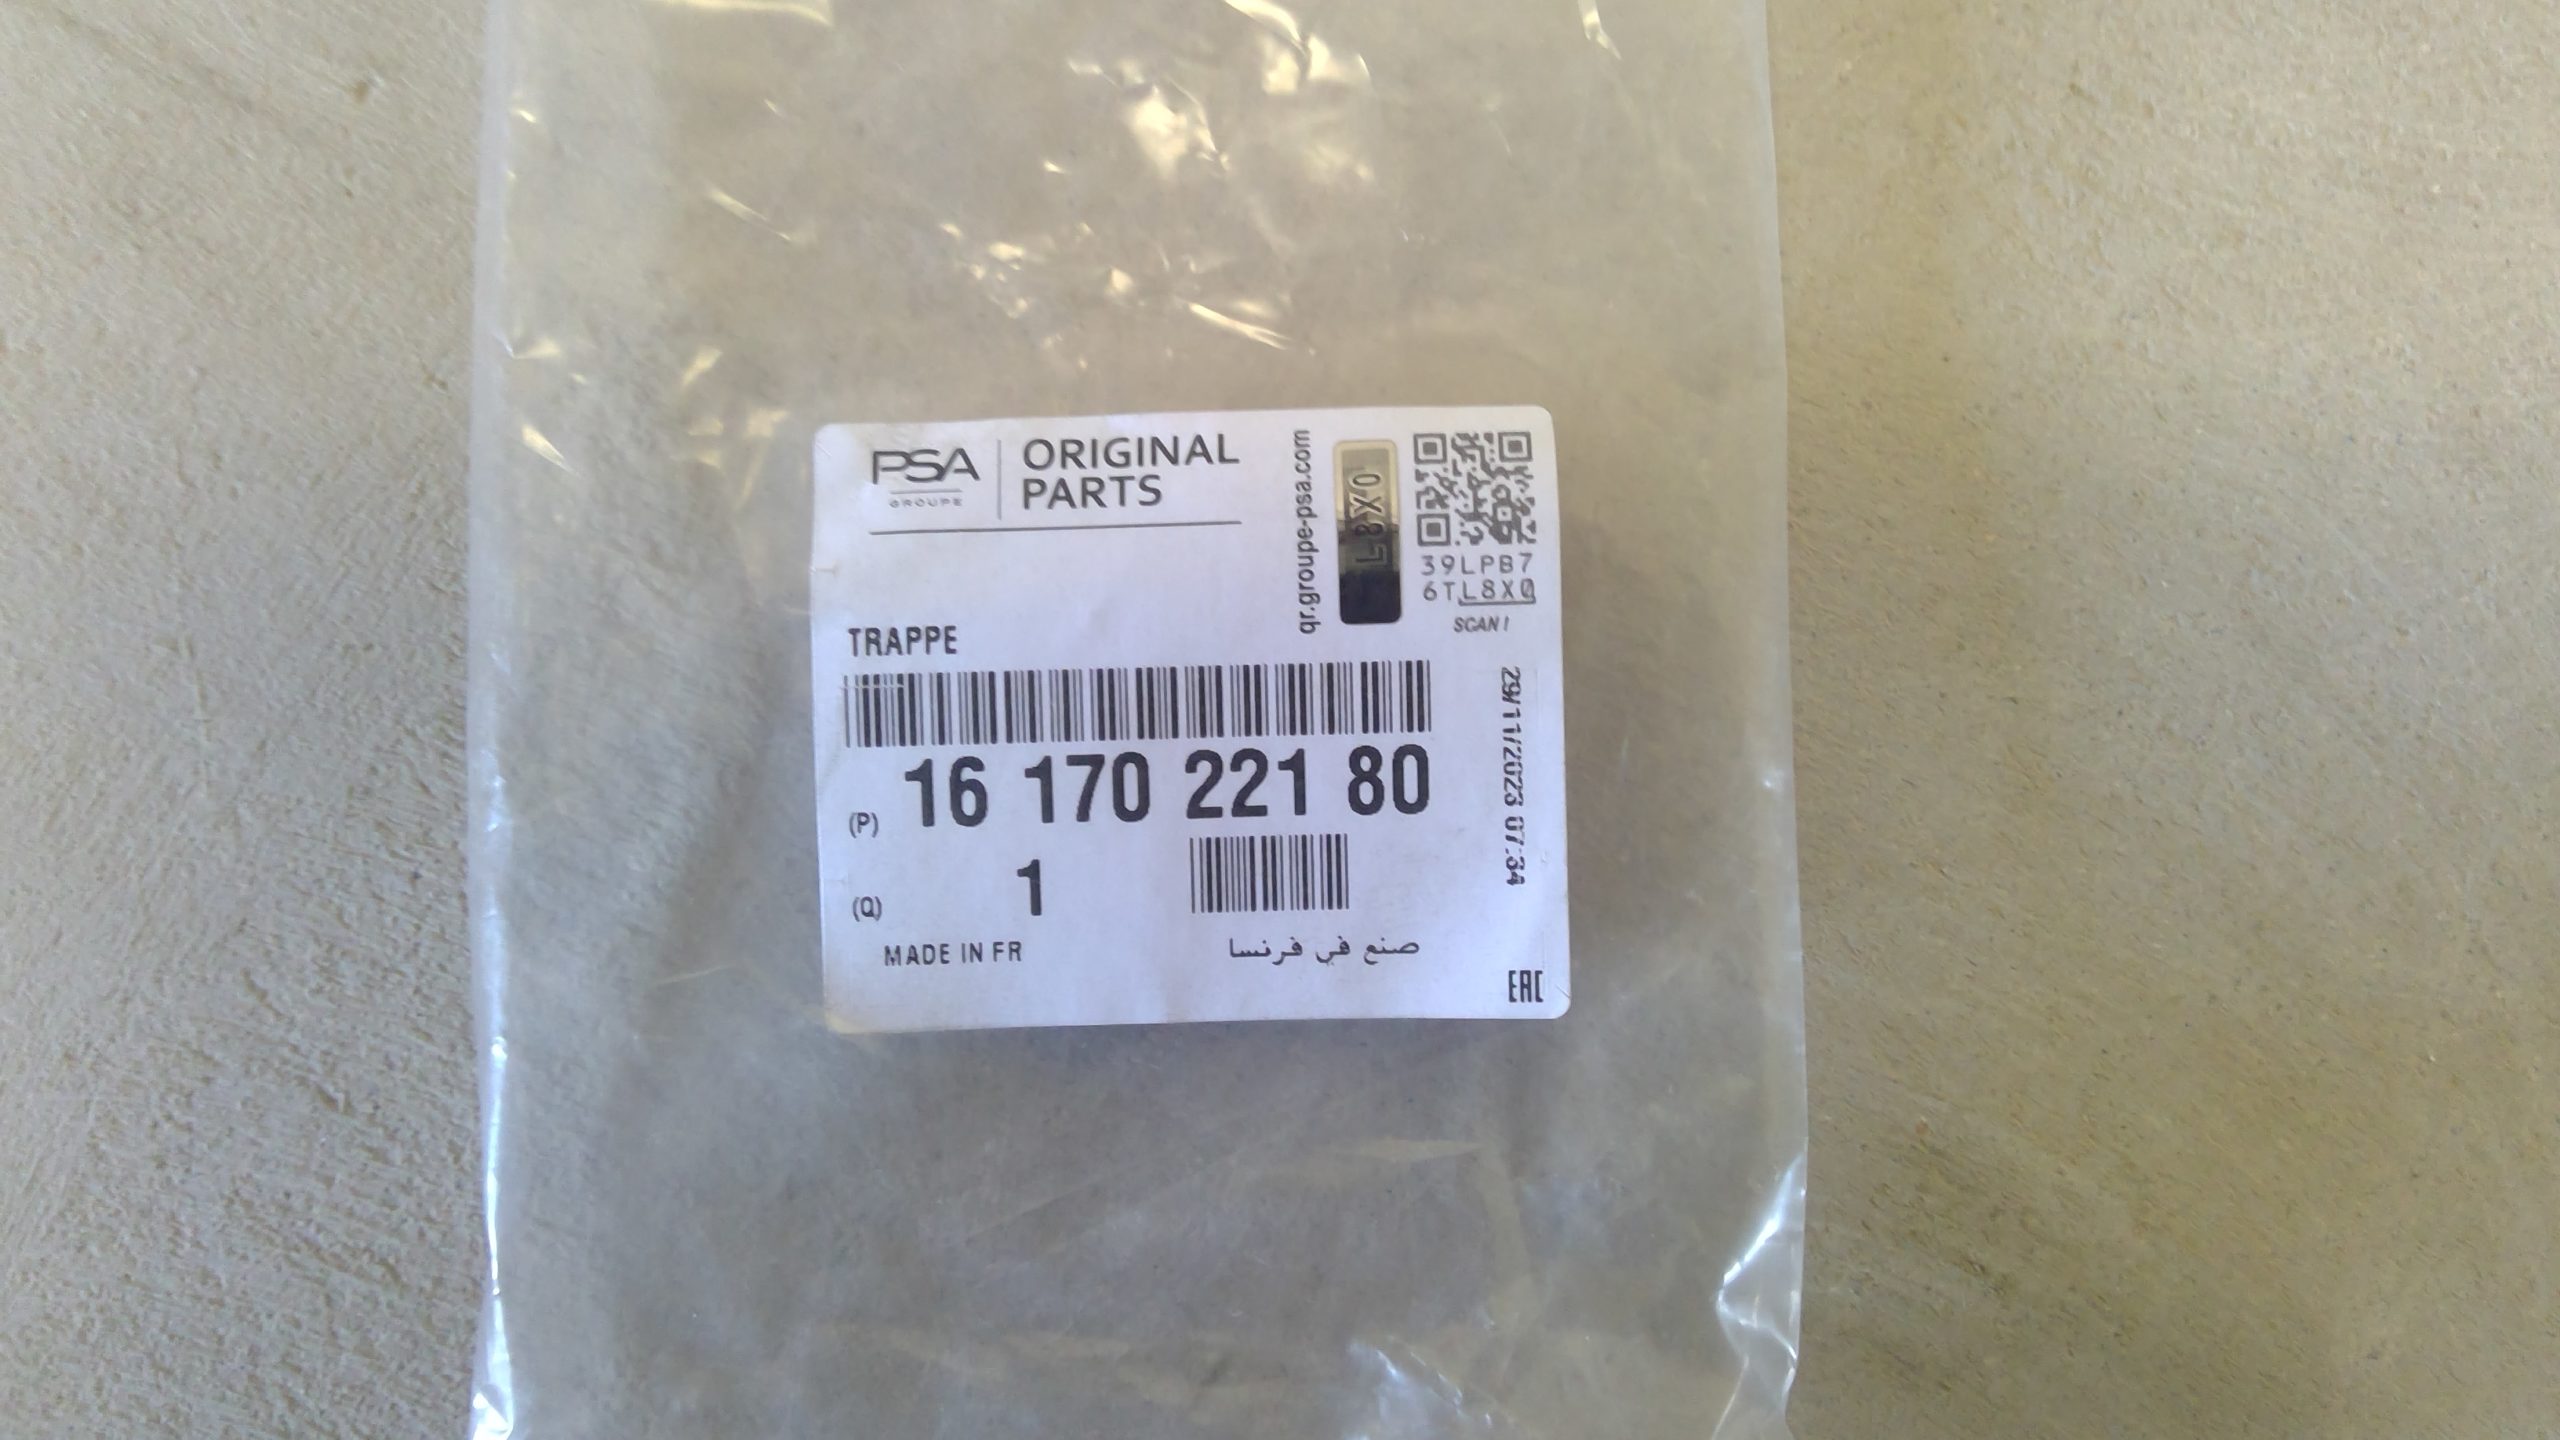 PSA
GROUPE
ORIGINAL
PARTS
qr.groupe-psa.com
L8X0
39LPB7
6TL8X0
SCAN!
TRAPPE
(P) 16 170 221 80
(Q) 1
29/11/2023 07:34
MADE IN FR
صنع في فرنسا
EAC